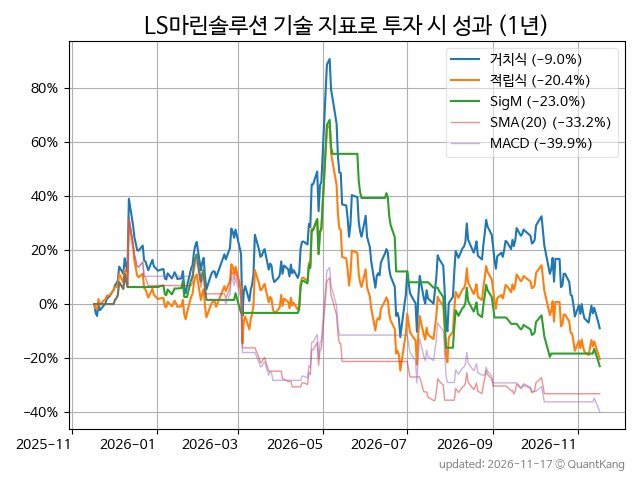 LS마린솔루션 기술 지표로 투자 시 성과 (1년)
거치식 (−9.0%)
적립식 (−20.4%)
SigM (−23.0%)
SMA(20) (−33.2%)
MACD (−39.9%)
80%
60%
40%
20%
0%
−20%
−40%
2025-11 2026-01 2026-03 2026-05 2026-07 2026-09 2026-11
updated: 2026-11-17 © QuantKang